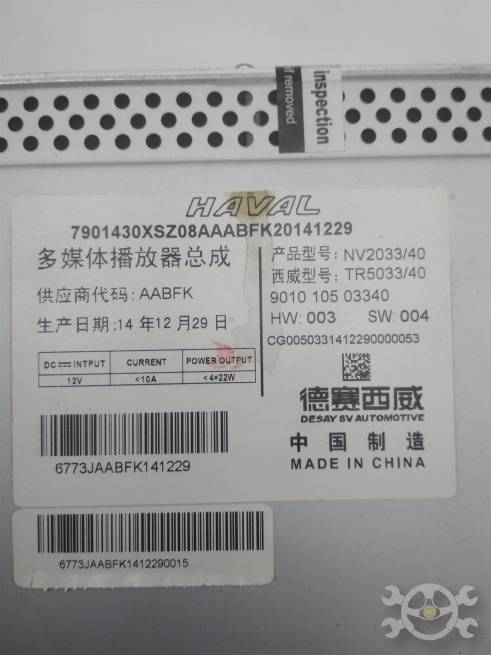 inspection
if removed
HAVAL
7901430XSZ08AAABFK20141229
多媒体播放器总成
产品型号: NV2033/40
西威型号: TR5033/40
供应商代码: AABFK
9010 105 03340
生产日期: 14 年 12 月 29 日
HW: 003 SW: 004
CG0050331412290000053
DC INTPUT CURRENT POWER OUTPUT
12V <10A <4×22W
德赛西威
DESAY SV AUTOMOTIVE
中国制造
MADE IN CHINA
6773JAABFK141229
6773JAABFK1412290015